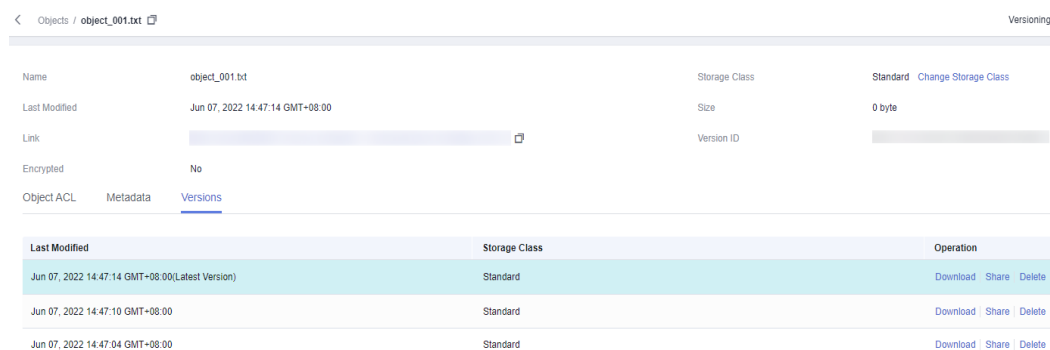 Objects / object_001.txt
Versioning
Name object_001.txt Storage Class Standard Change Storage Class
Last Modified Jun 07, 2022 14:47:14 GMT+08:00 Size 0 byte
Link Version ID
Encrypted No
Object ACL Metadata Versions
Last Modified Storage Class Operation
Jun 07, 2022 14:47:14 GMT+08:00(Latest Version) Standard Download Share Delete
Jun 07, 2022 14:47:10 GMT+08:00 Standard Download Share Delete
Jun 07, 2022 14:47:04 GMT+08:00 Standard Download Share Delete